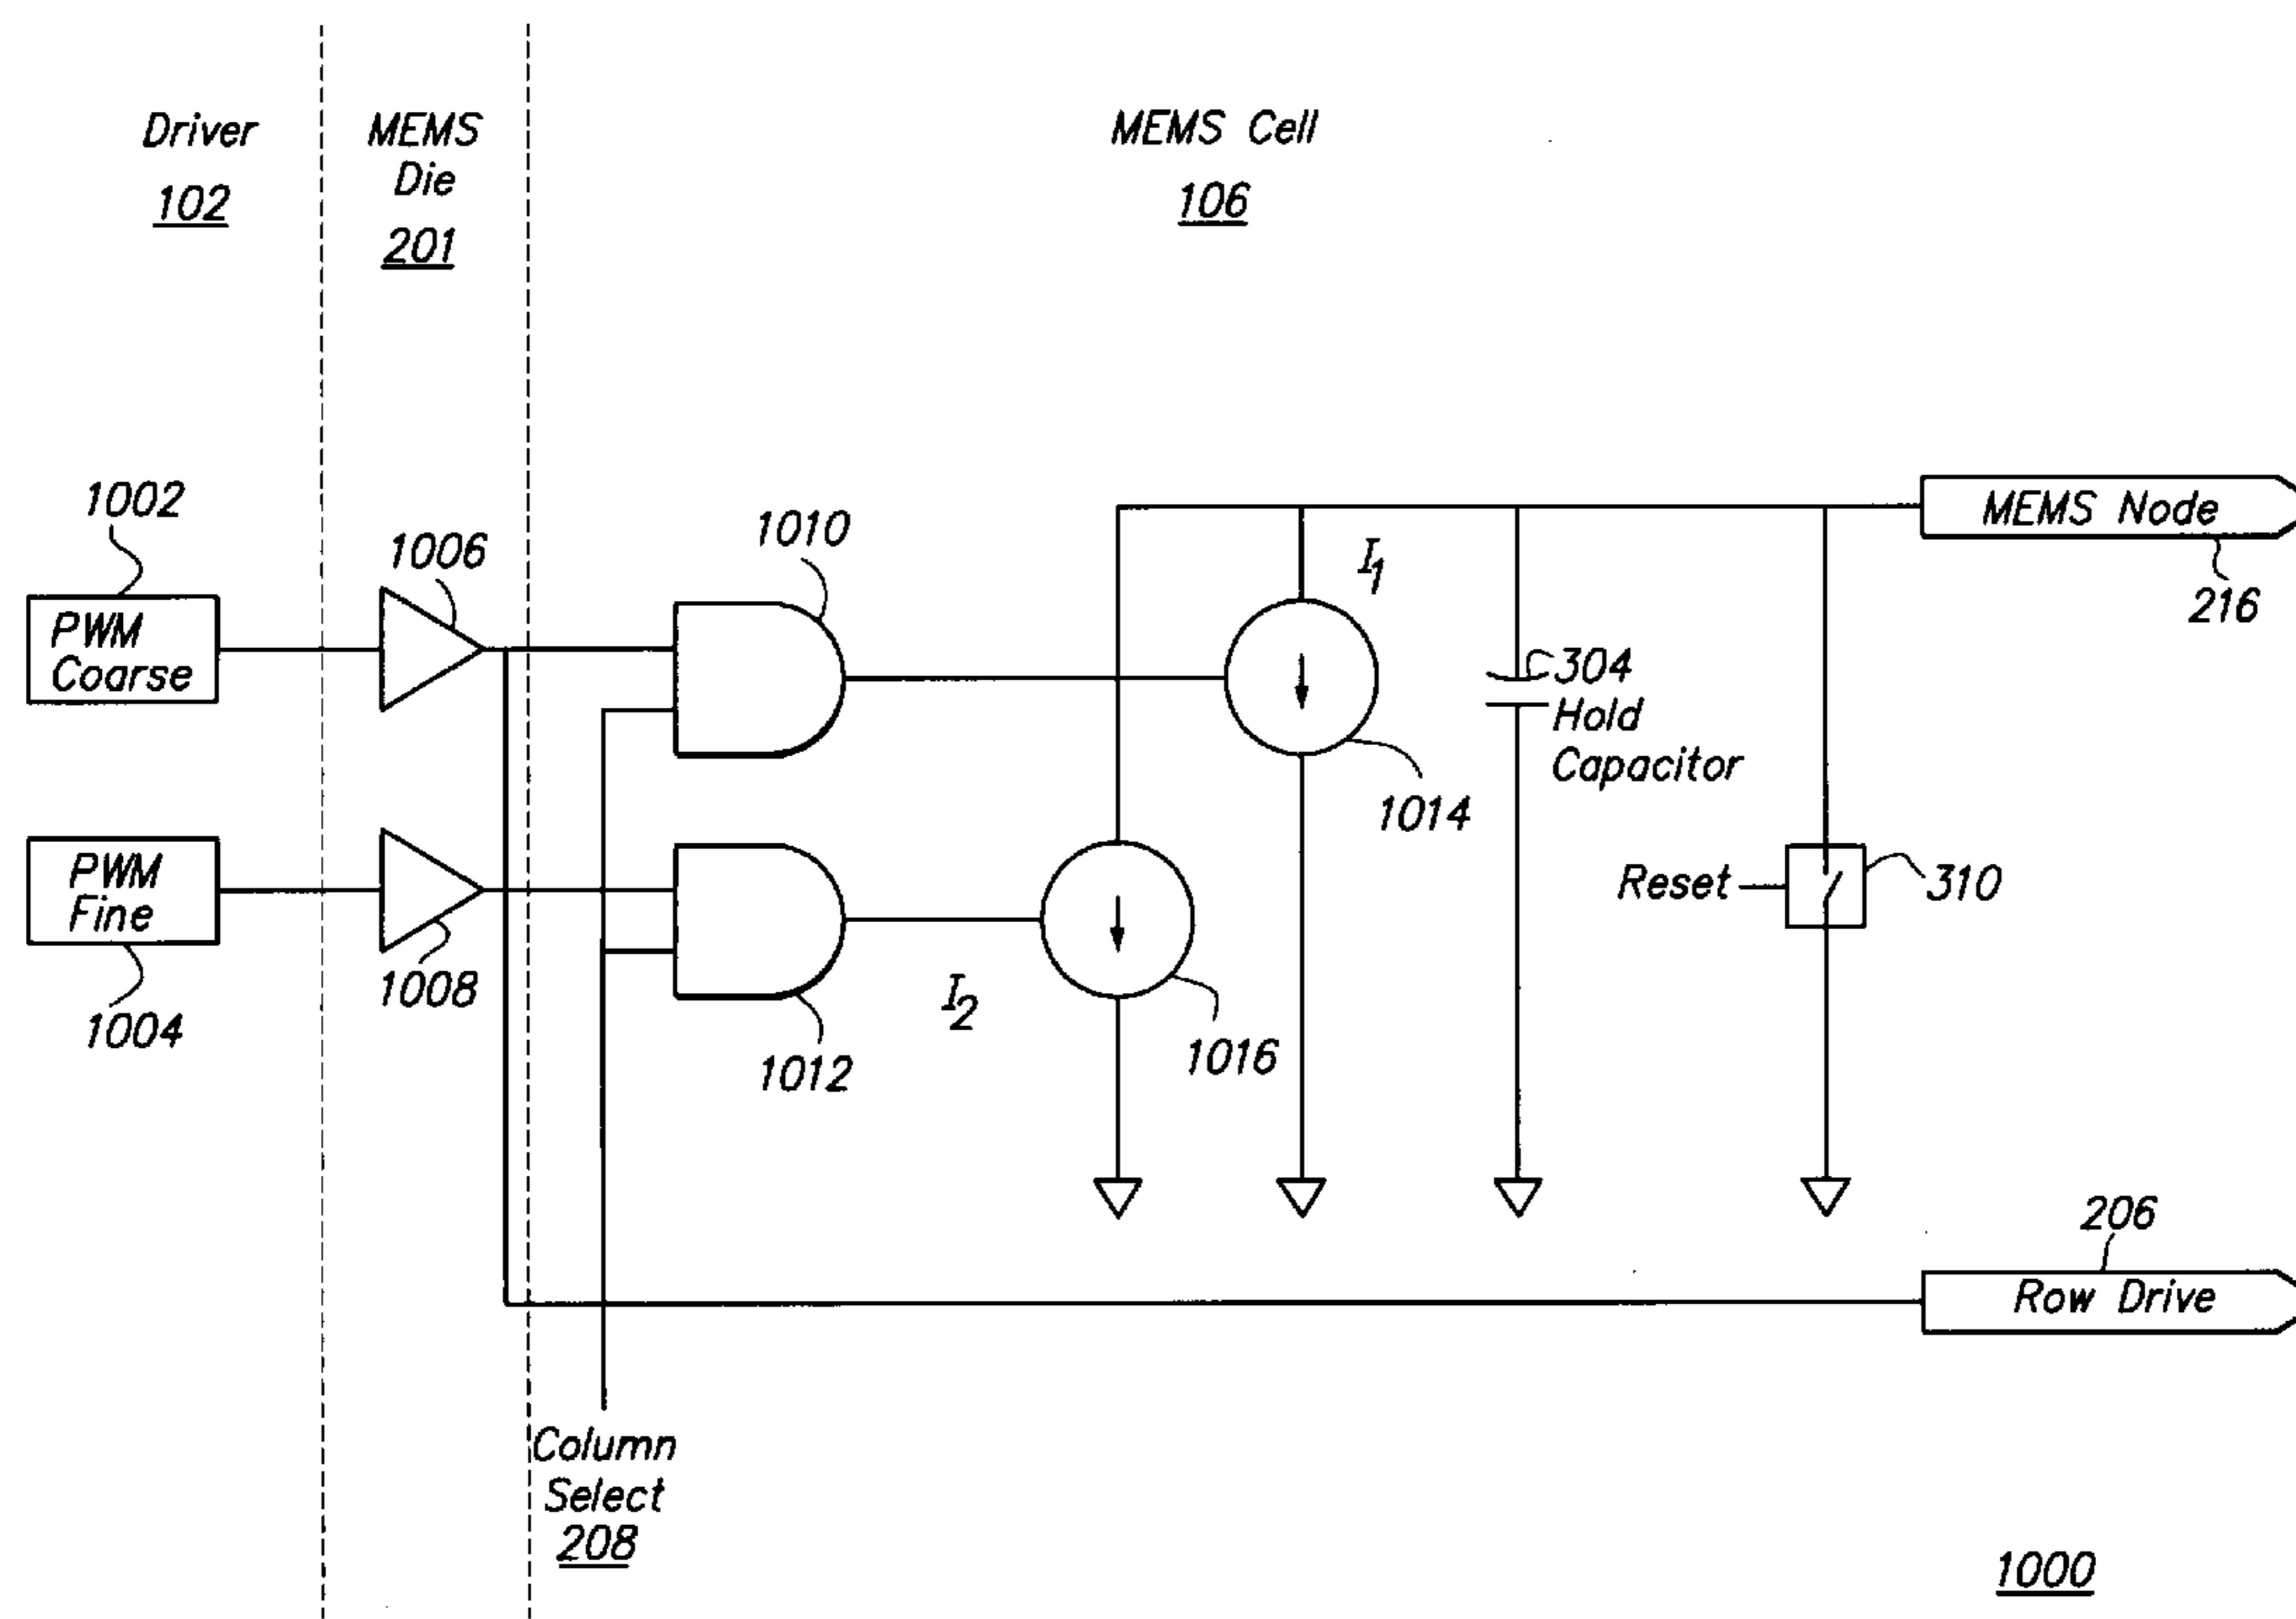 Driver
102
MEMS
Die
201
MEMS Cell
106
1002
PWM
Coarse
1006
1010
I1
MEMS Node
216
304
Hold
Capacitor
1014
PWM
Fine
1004
1008
1012
I2
1016
Reset
310
206
Row Drive
Column
Select
208
1000